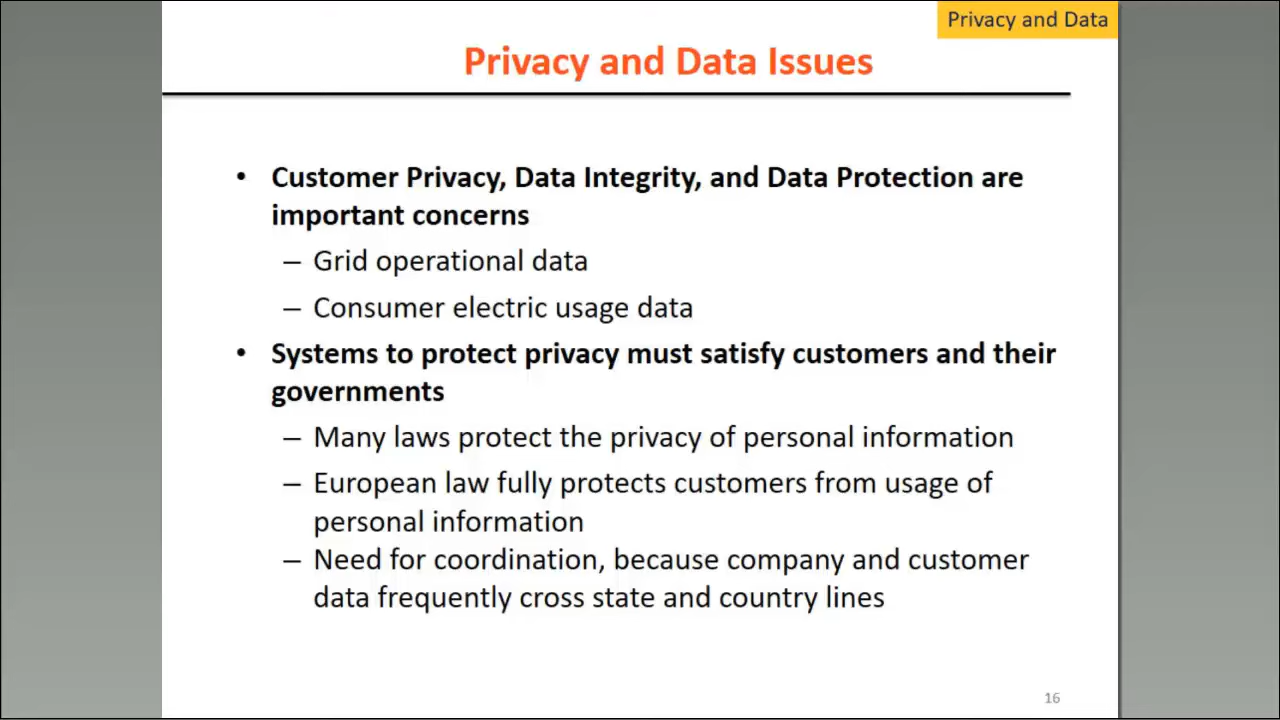 Privacy and Data
Privacy and Data Issues
• Customer Privacy, Data Integrity, and Data Protection are
important concerns
– Grid operational data
– Consumer electric usage data
• Systems to protect privacy must satisfy customers and their
governments
– Many laws protect the privacy of personal information
– European law fully protects customers from usage of
personal information
– Need for coordination, because company and customer
data frequently cross state and country lines
16